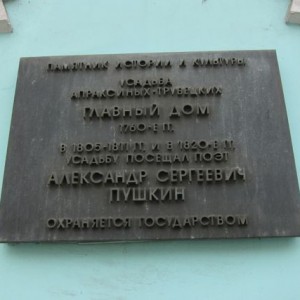 ПАМЯТНИК ИСТОРИИ И КУЛЬТУРЫ
УСАДЬБА
АПРАКСИНЫХ-ТРУБЕЦКИХ
ГЛАВНЫЙ ДОМ
1760-Е ГГ.
В 1805-1811 ГГ. И В 1820-Е ГГ.
УСАДЬБУ ПОСЕЩАЛ ПОЭТ
АЛЕКСАНДР СЕРГЕЕВИЧ
ПУШКИН
ОХРАНЯЕТСЯ ГОСУДАРСТВОМ